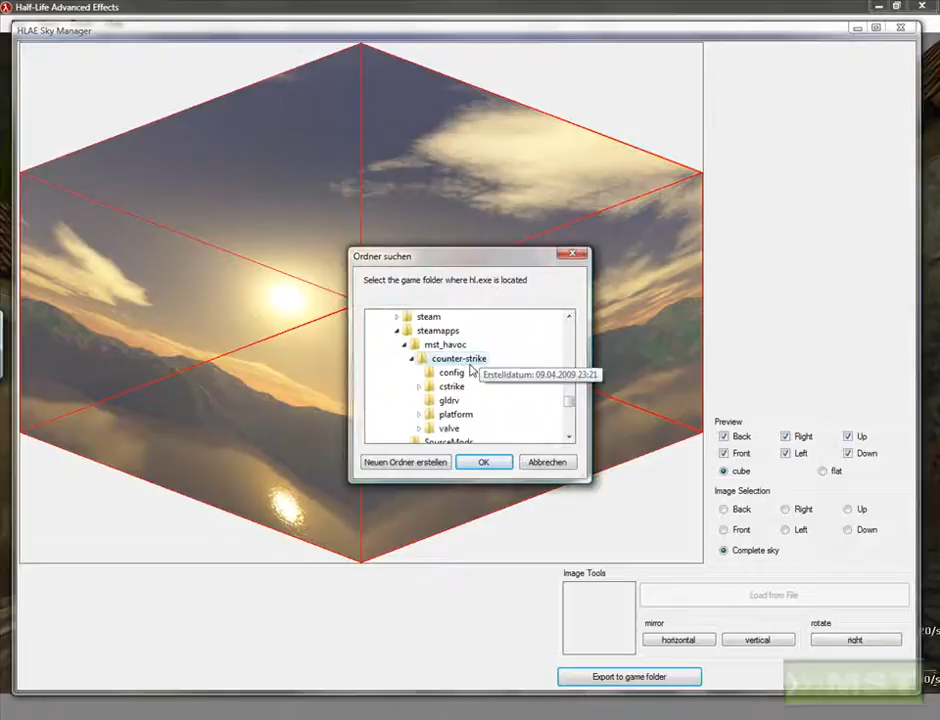 Half-Life Advanced Effects
HLAE Sky Manager
Ordner suchen
Select the game folder where hl.exe is located
steam
steamapps
mst_havoc
counter-strike
config
Erstelldatum: 09.04.2009 23:21
cstrike
gldrv
platform
valve
SourceMods
Neuen Ordner erstellen
OK
Abbrechen
Preview
Back Right Up
Front Left Down
cube flat
Image Selection
Back Right Up
Front Left Down
Complete sky
Image Tools
Load from File
mirror rotate
horizontal vertical right
Export to game folder
MST